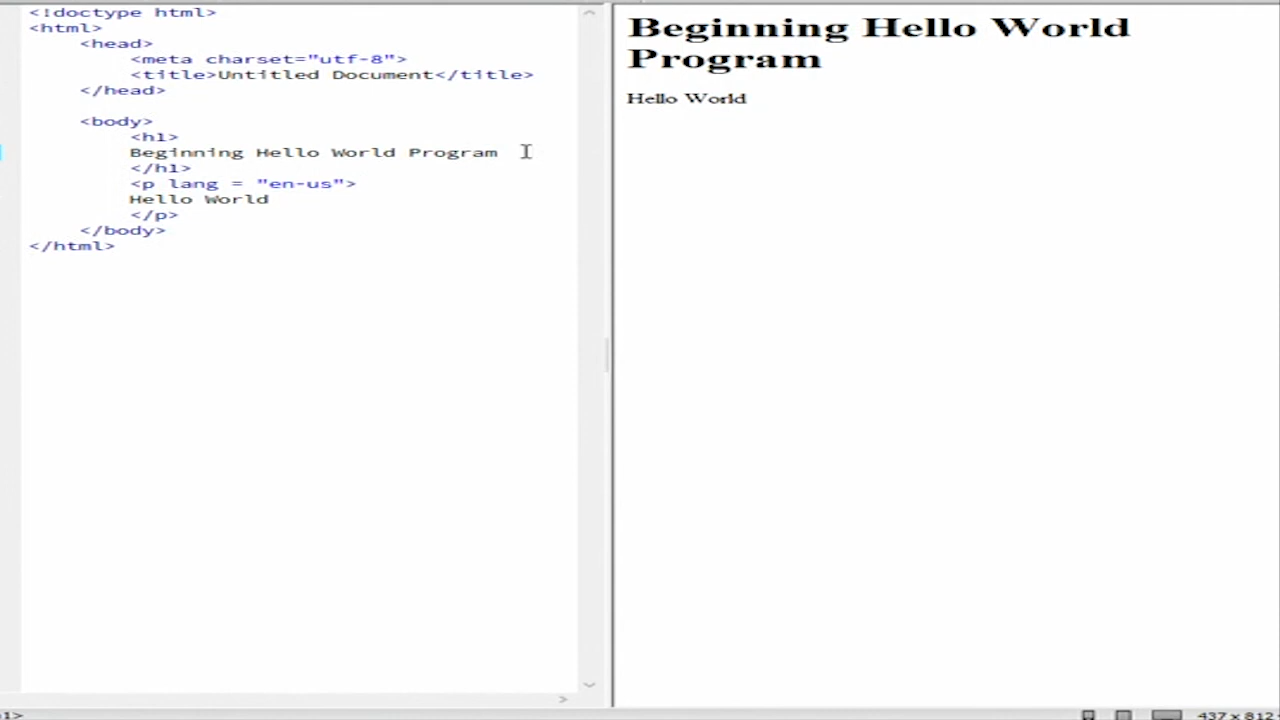 <!doctype html>
<html>
<head>
<meta charset="utf-8">
<title>Untitled Document</title>
</head>
<body>
<h1>
Beginning Hello World Program
</h1>
<p lang = "en-us">
Hello World
</p>
</body>
</html>
Beginning Hello World
Program
Hello World
437 x 812